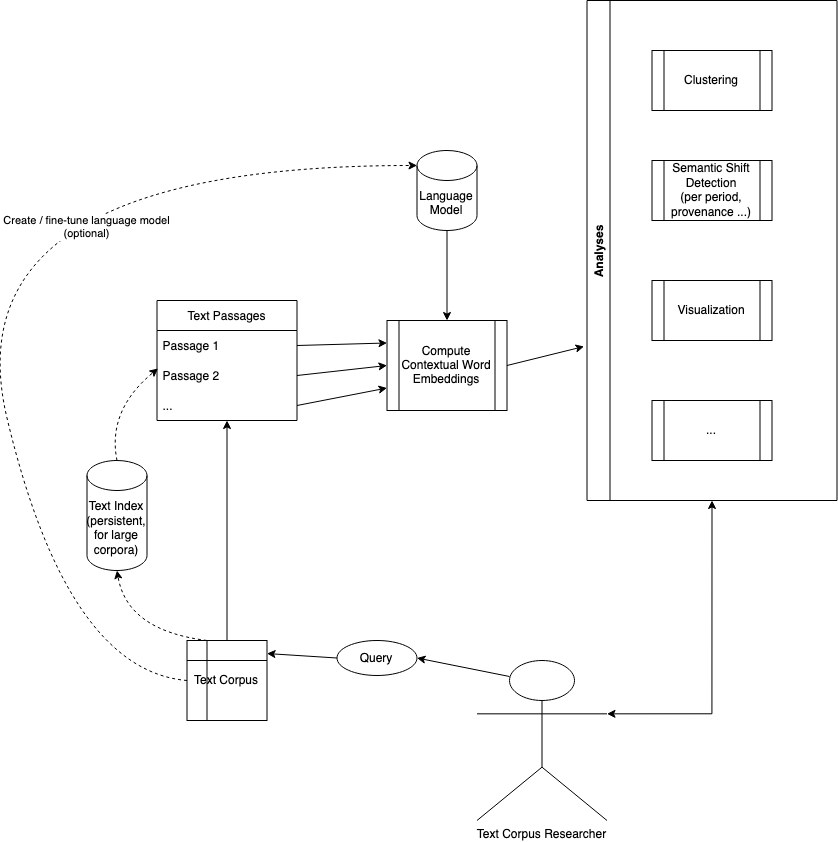 Clustering
Semantic Shift
Detection
(per period,
provenance ...)
Analyses
Visualization
...
Language
Model
Create / fine-tune language model
(optional)
Text Passages
Passage 1
Passage 2
...
Compute
Contextual Word
Embeddings
Text Index
(persistent,
for large
corpora)
Text Corpus
Query
Text Corpus Researcher